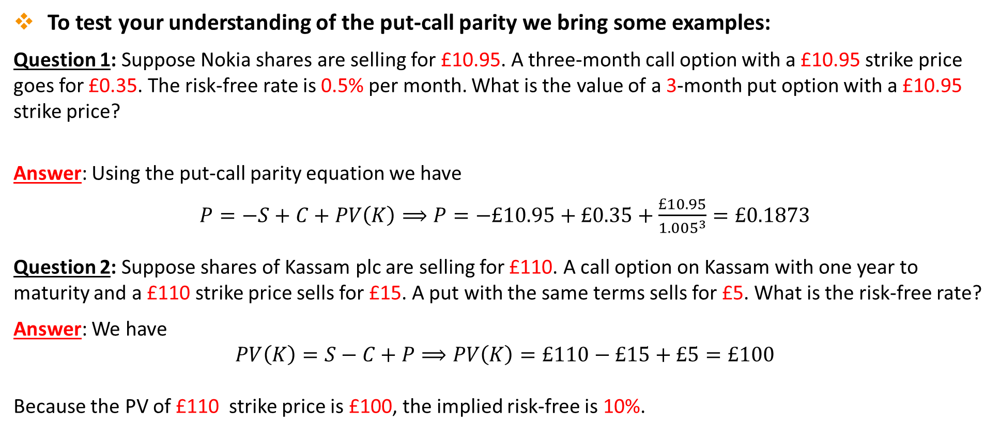 ❖ To test your understanding of the put-call parity we bring some examples:
Question 1: Suppose Nokia shares are selling for £10.95. A three-month call option with a £10.95 strike price
goes for £0.35. The risk-free rate is 0.5% per month. What is the value of a 3-month put option with a £10.95
strike price?
Answer: Using the put-call parity equation we have
P = −S + C + PV(K) ⟹ P = −£10.95 + £0.35 + £10.95/1.005³ = £0.1873
Question 2: Suppose shares of Kassam plc are selling for £110. A call option on Kassam with one year to
maturity and a £110 strike price sells for £15. A put with the same terms sells for £5. What is the risk-free rate?
Answer: We have
PV(K) = S − C + P ⟹ PV(K) = £110 − £15 + £5 = £100
Because the PV of £110 strike price is £100, the implied risk-free is 10%.